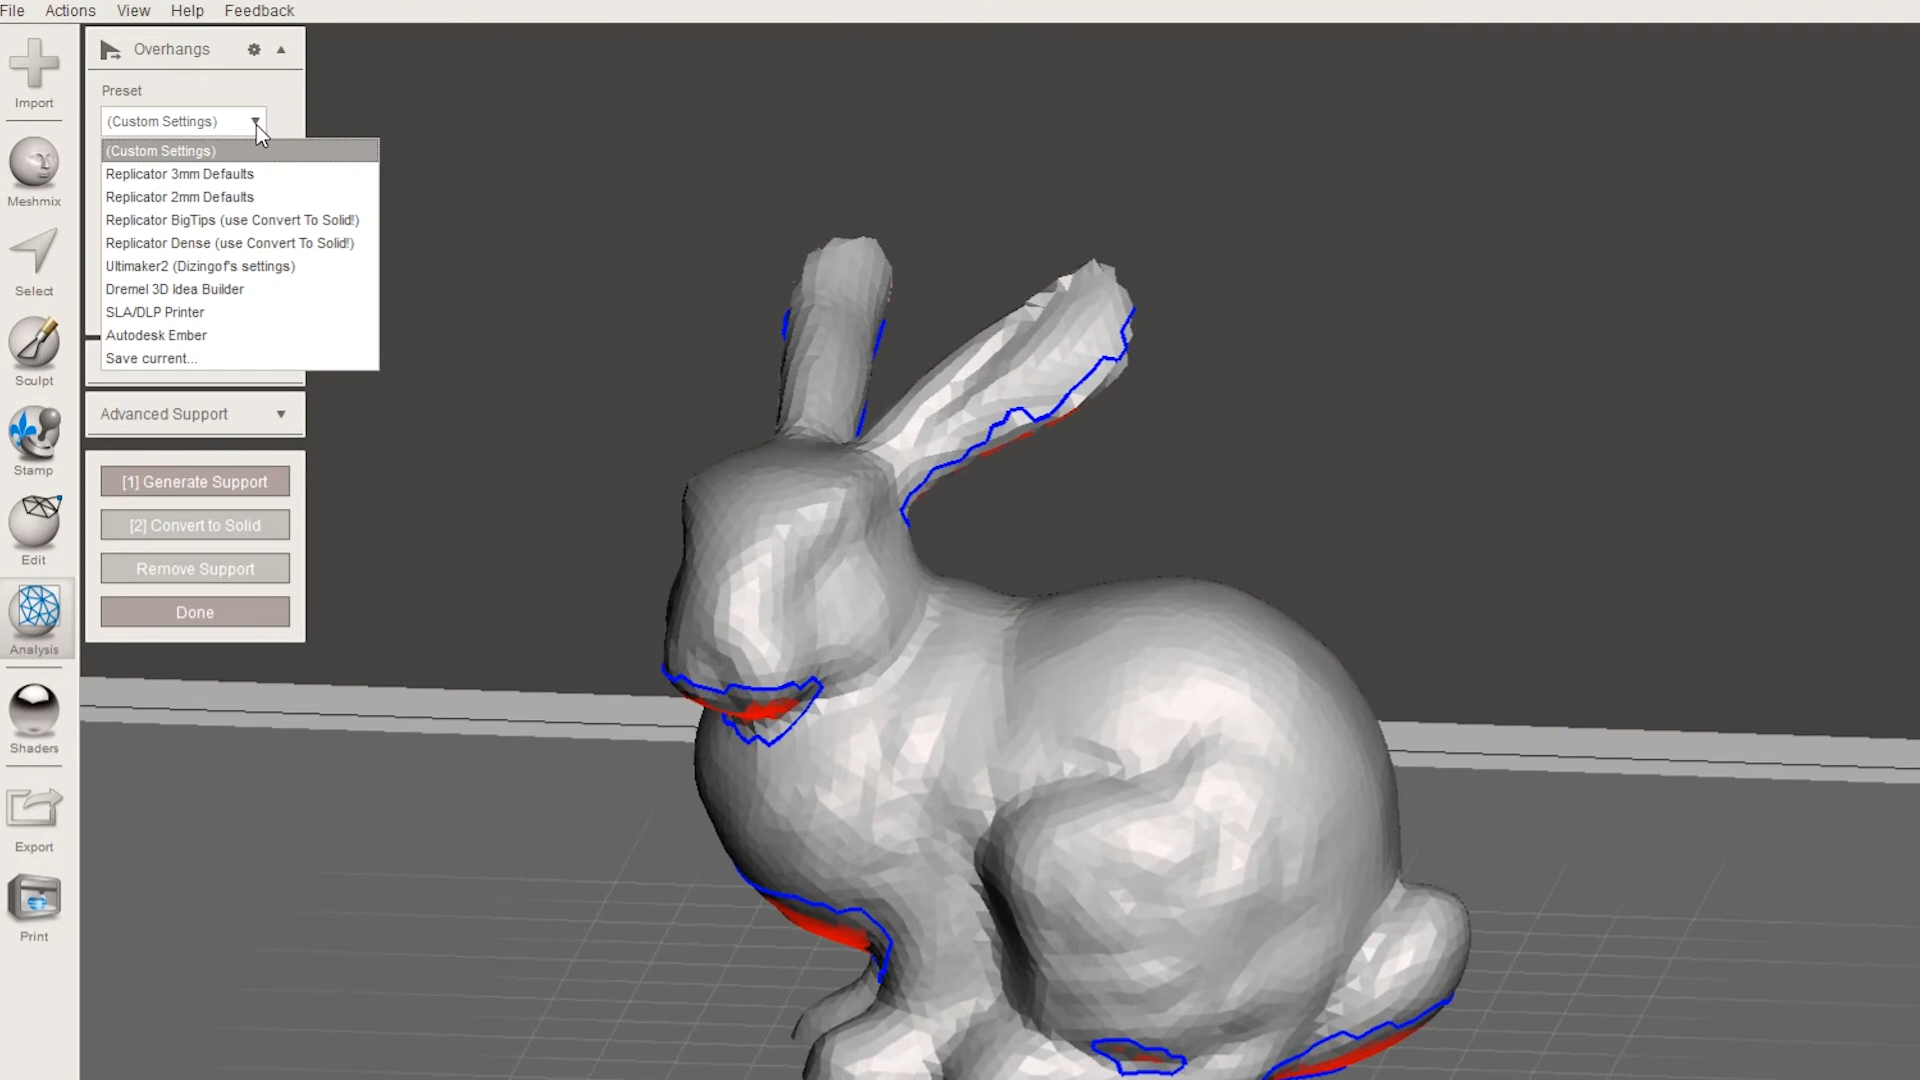 File Actions View Help Feedback
Import
Meshmix
Select
Sculpt
Stamp
Edit
Analysis
Shaders
Export
Print
Overhangs
Preset
(Custom Settings)
(Custom Settings)
Replicator 3mm Defaults
Replicator 2mm Defaults
Replicator BigTips (use Convert To Solid!)
Replicator Dense (use Convert To Solid!)
Ultimaker2 (Dizingof's settings)
Dremel 3D Idea Builder
SLA/DLP Printer
Autodesk Ember
Save current...
Advanced Support
[1] Generate Support
[2] Convert to Solid
Remove Support
Done